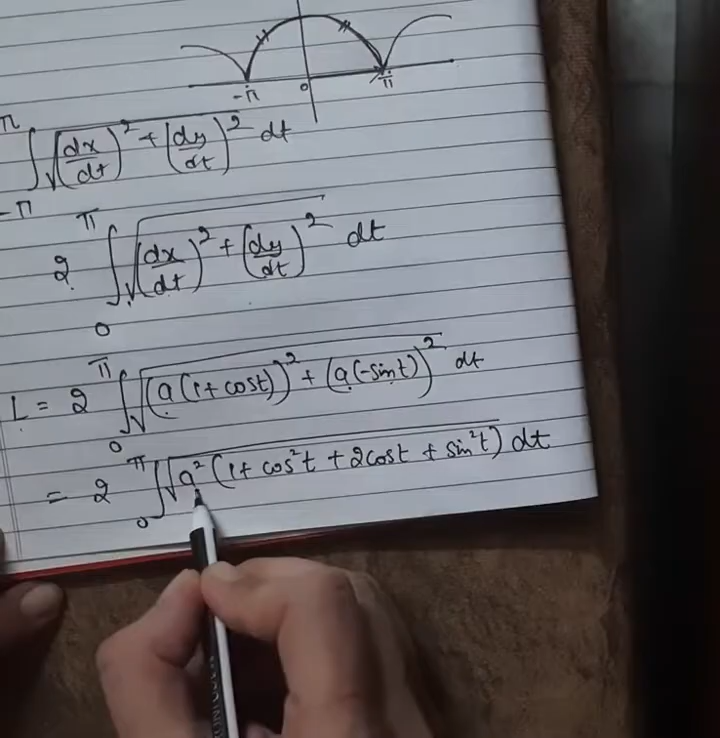 -π 0 π
∫_{-π}^{π} √((dx/dt)² + (dy/dt)²) dt
2 ∫_{0}^{π} √((dx/dt)² + (dy/dt)²) dt
L = 2 ∫_{0}^{π} √((a(1+cost))² + (a(-sint))²) dt
= 2 ∫_{0}^{π} √(a²(1+cos²t+2cost+sin²t)) dt